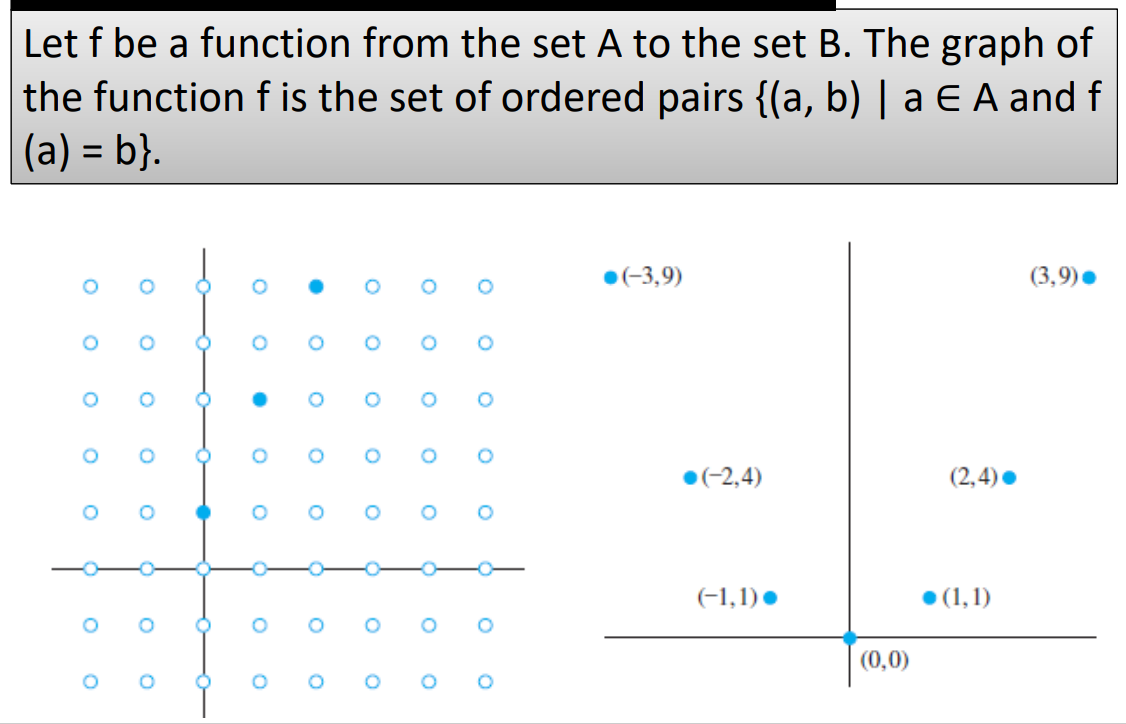 Let f be a function from the set A to the set B. The graph of
the function f is the set of ordered pairs {(a, b) | a ∈ A and f
(a) = b}.
(−3,9)
(3,9)
(−2,4)
(2,4)
(−1,1)
(1,1)
(0,0)